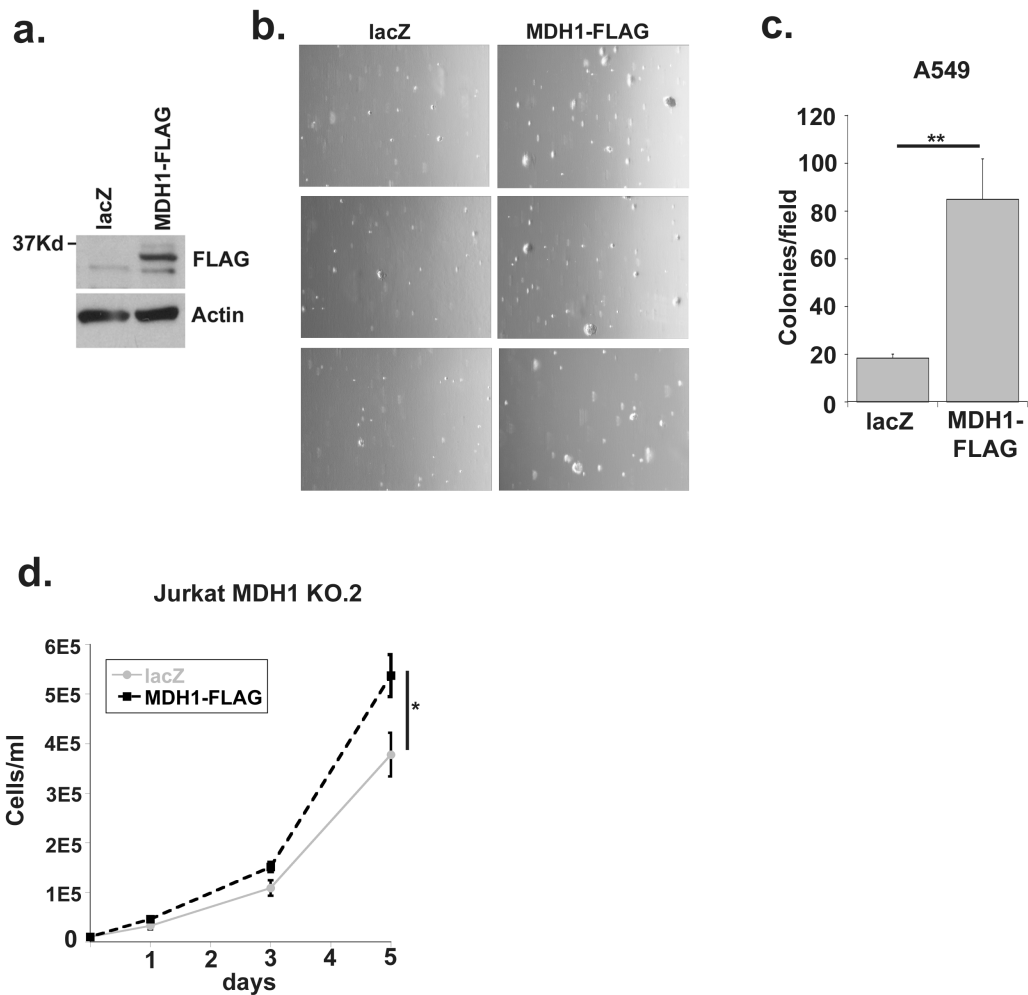 a.
lacZ
MDH1-FLAG
37Kd
FLAG
Actin
b.
lacZ
MDH1-FLAG
c.
A549
Colonies/field
120
100
80
60
40
20
0
**
lacZ
MDH1-
FLAG
d.
Jurkat MDH1 KO.2
Cells/ml
6E5
5E5
4E5
3E5
2E5
1E5
0
lacZ
MDH1-FLAG
*
1
2
3
4
5
days